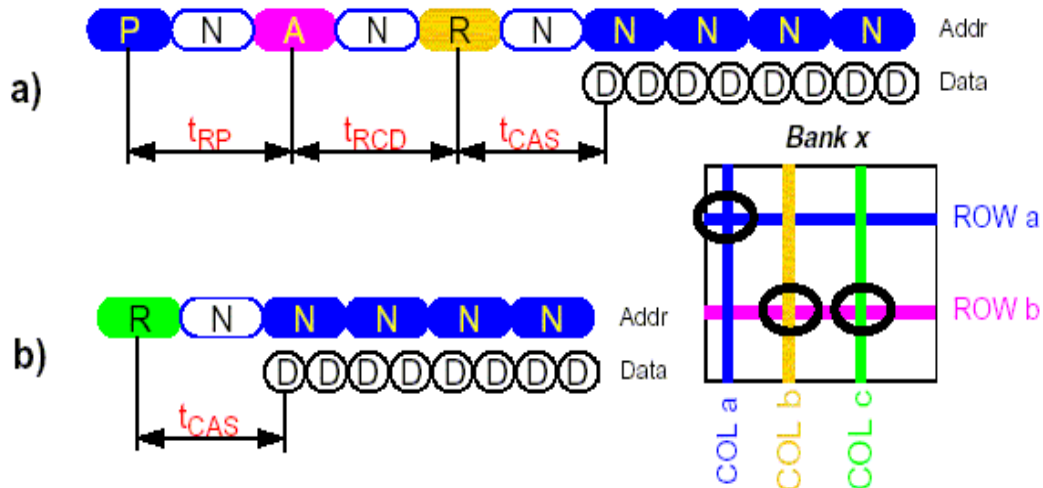 P N A N R N N N N N Addr
a) D D D D D D D D Data
tRP tRCD tCAS
Bank x
ROW a
ROW b
R N N N N N Addr
b) D D D D D D D D Data
tCAS
COL a
COL b
COL c